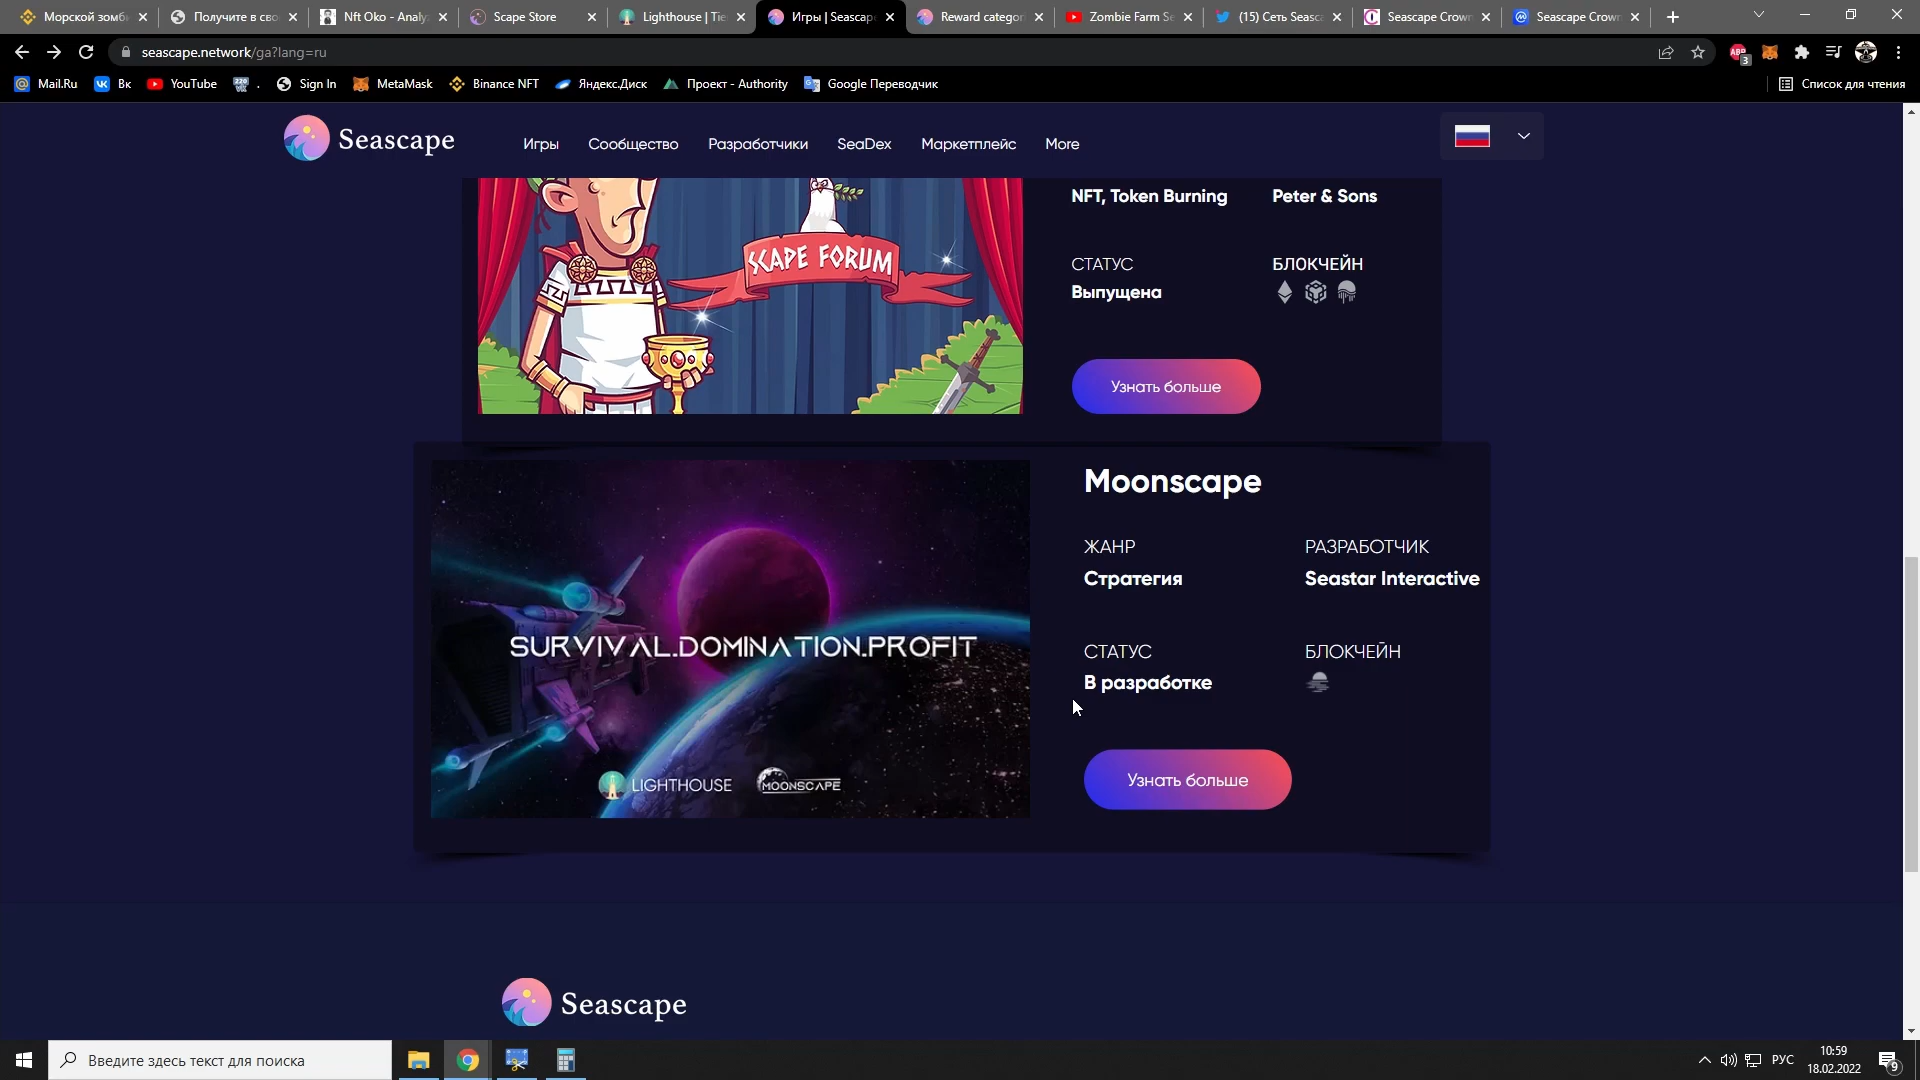 Морской зомб
Получите в сво
Nft Oko - Analy
Scape Store
Lighthouse | Tie
Игры | Seascap
Reward categor
Zombie Farm Se
(15) Сеть Seasca
Seascape Crow
Seascape Crow
seascape.network/ga?lang=ru
3
Mail.Ru
Вк
YouTube
.
Sign In
MetaMask
Binance NFT
Яндекс.Диск
Проект - Authority
Google Переводчик
Список для чтения
Seascape
Игры
Сообщество
Разработчики
SeaDex
Маркетплейс
More
SCAPE FORUM
NFT, Token Burning
Peter & Sons
СТАТУС
БЛОКЧЕЙН
Выпущена
Узнать больше
Moonscape
ЖАНР
РАЗРАБОТЧИК
Стратегия
Seastar Interactive
СТАТУС
БЛОКЧЕЙН
В разработке
Узнать больше
SURVIVAL.DOMINATION.PROFIT
LIGHTHOUSE
MOONSCAPE
Seascape
Введите здесь текст для поиска
РУС
10:59
18.02.2022
9